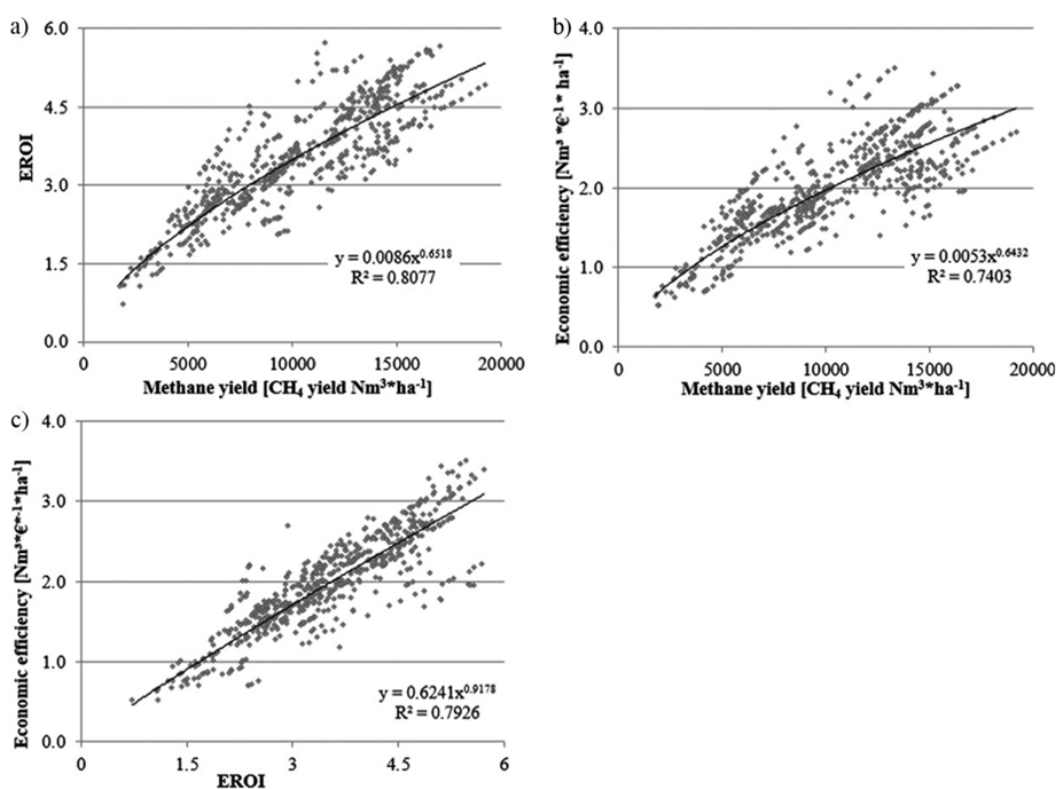 a)
6.0
4.5
3.0
1.5
0.0
EROI
y = 0.0086x^0.6518
R² = 0.8077
0
5000
10000
15000
20000
Methane yield [CH₄ yield Nm³*ha⁻¹]
b)
4.0
3.0
2.0
1.0
0.0
Economic efficiency [Nm³ *€⁻¹ * ha⁻¹]
y = 0.0053x^0.6432
R² = 0.7403
0
5000
10000
15000
20000
Methane yield [CH₄ yield Nm³*ha⁻¹]
c)
4.0
3.0
2.0
1.0
0.0
Economic efficiency [Nm³*€*⁻¹*ha⁻¹]
y = 0.6241x^0.9178
R² = 0.7926
0
1.5
3
4.5
6
EROI